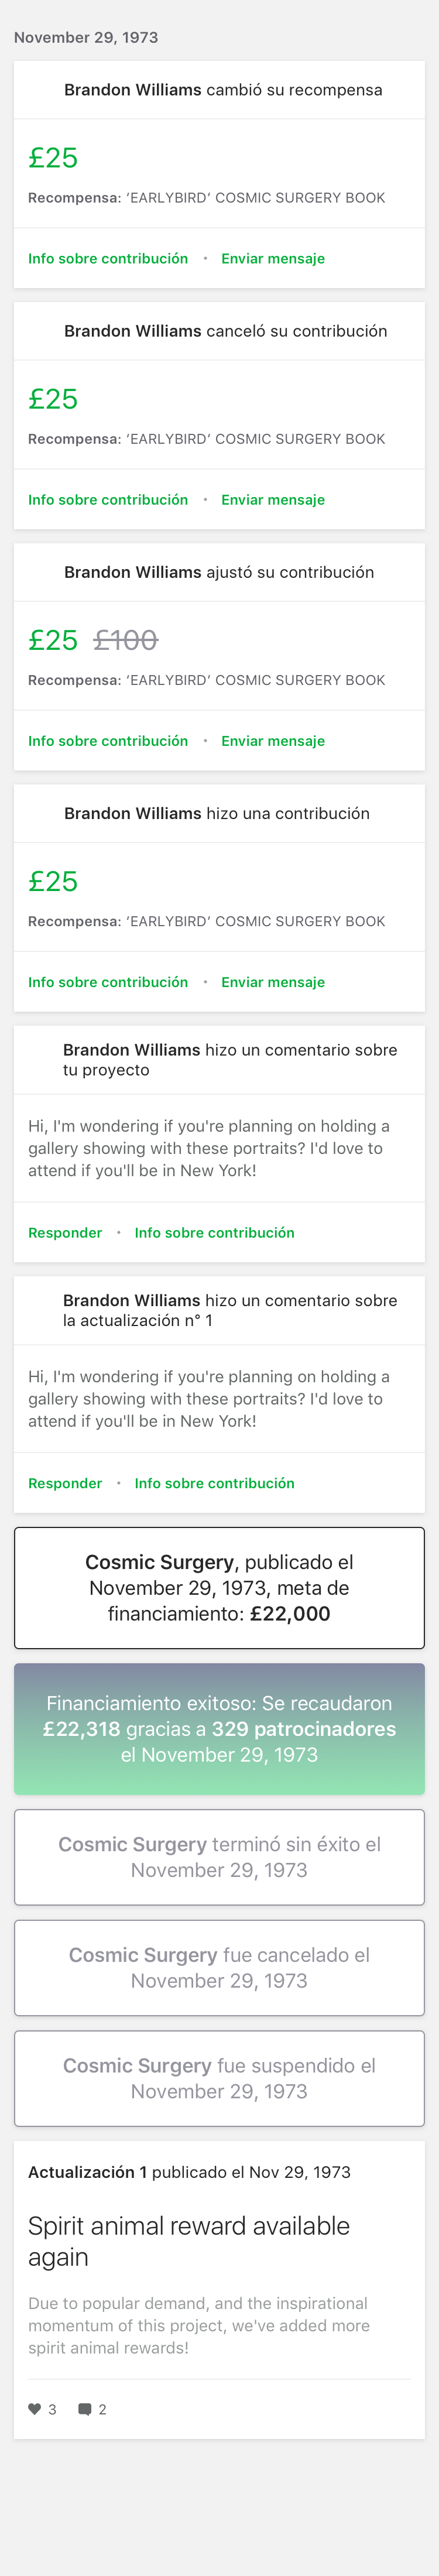 November 29, 1973
Brandon Williams cambió su recompensa
£25
Recompensa: ‘EARLYBIRD’ COSMIC SURGERY BOOK
Info sobre contribución • Enviar mensaje
Brandon Williams canceló su contribución
£25
Recompensa: ‘EARLYBIRD’ COSMIC SURGERY BOOK
Info sobre contribución • Enviar mensaje
Brandon Williams ajustó su contribución
£25 £100
Recompensa: ‘EARLYBIRD’ COSMIC SURGERY BOOK
Info sobre contribución • Enviar mensaje
Brandon Williams hizo una contribución
£25
Recompensa: ‘EARLYBIRD’ COSMIC SURGERY BOOK
Info sobre contribución • Enviar mensaje
Brandon Williams hizo un comentario sobre
tu proyecto
Hi, I'm wondering if you're planning on holding a
gallery showing with these portraits? I'd love to
attend if you'll be in New York!
Responder • Info sobre contribución
Brandon Williams hizo un comentario sobre
la actualización n° 1
Hi, I'm wondering if you're planning on holding a
gallery showing with these portraits? I'd love to
attend if you'll be in New York!
Responder • Info sobre contribución
Cosmic Surgery, publicado el
November 29, 1973, meta de
financiamiento: £22,000
Financiamiento exitoso: Se recaudaron
£22,318 gracias a 329 patrocinadores
el November 29, 1973
Cosmic Surgery terminó sin éxito el
November 29, 1973
Cosmic Surgery fue cancelado el
November 29, 1973
Cosmic Surgery fue suspendido el
November 29, 1973
Actualización 1 publicado el Nov 29, 1973
Spirit animal reward available
again
Due to popular demand, and the inspirational
momentum of this project, we've added more
spirit animal rewards!
3 2